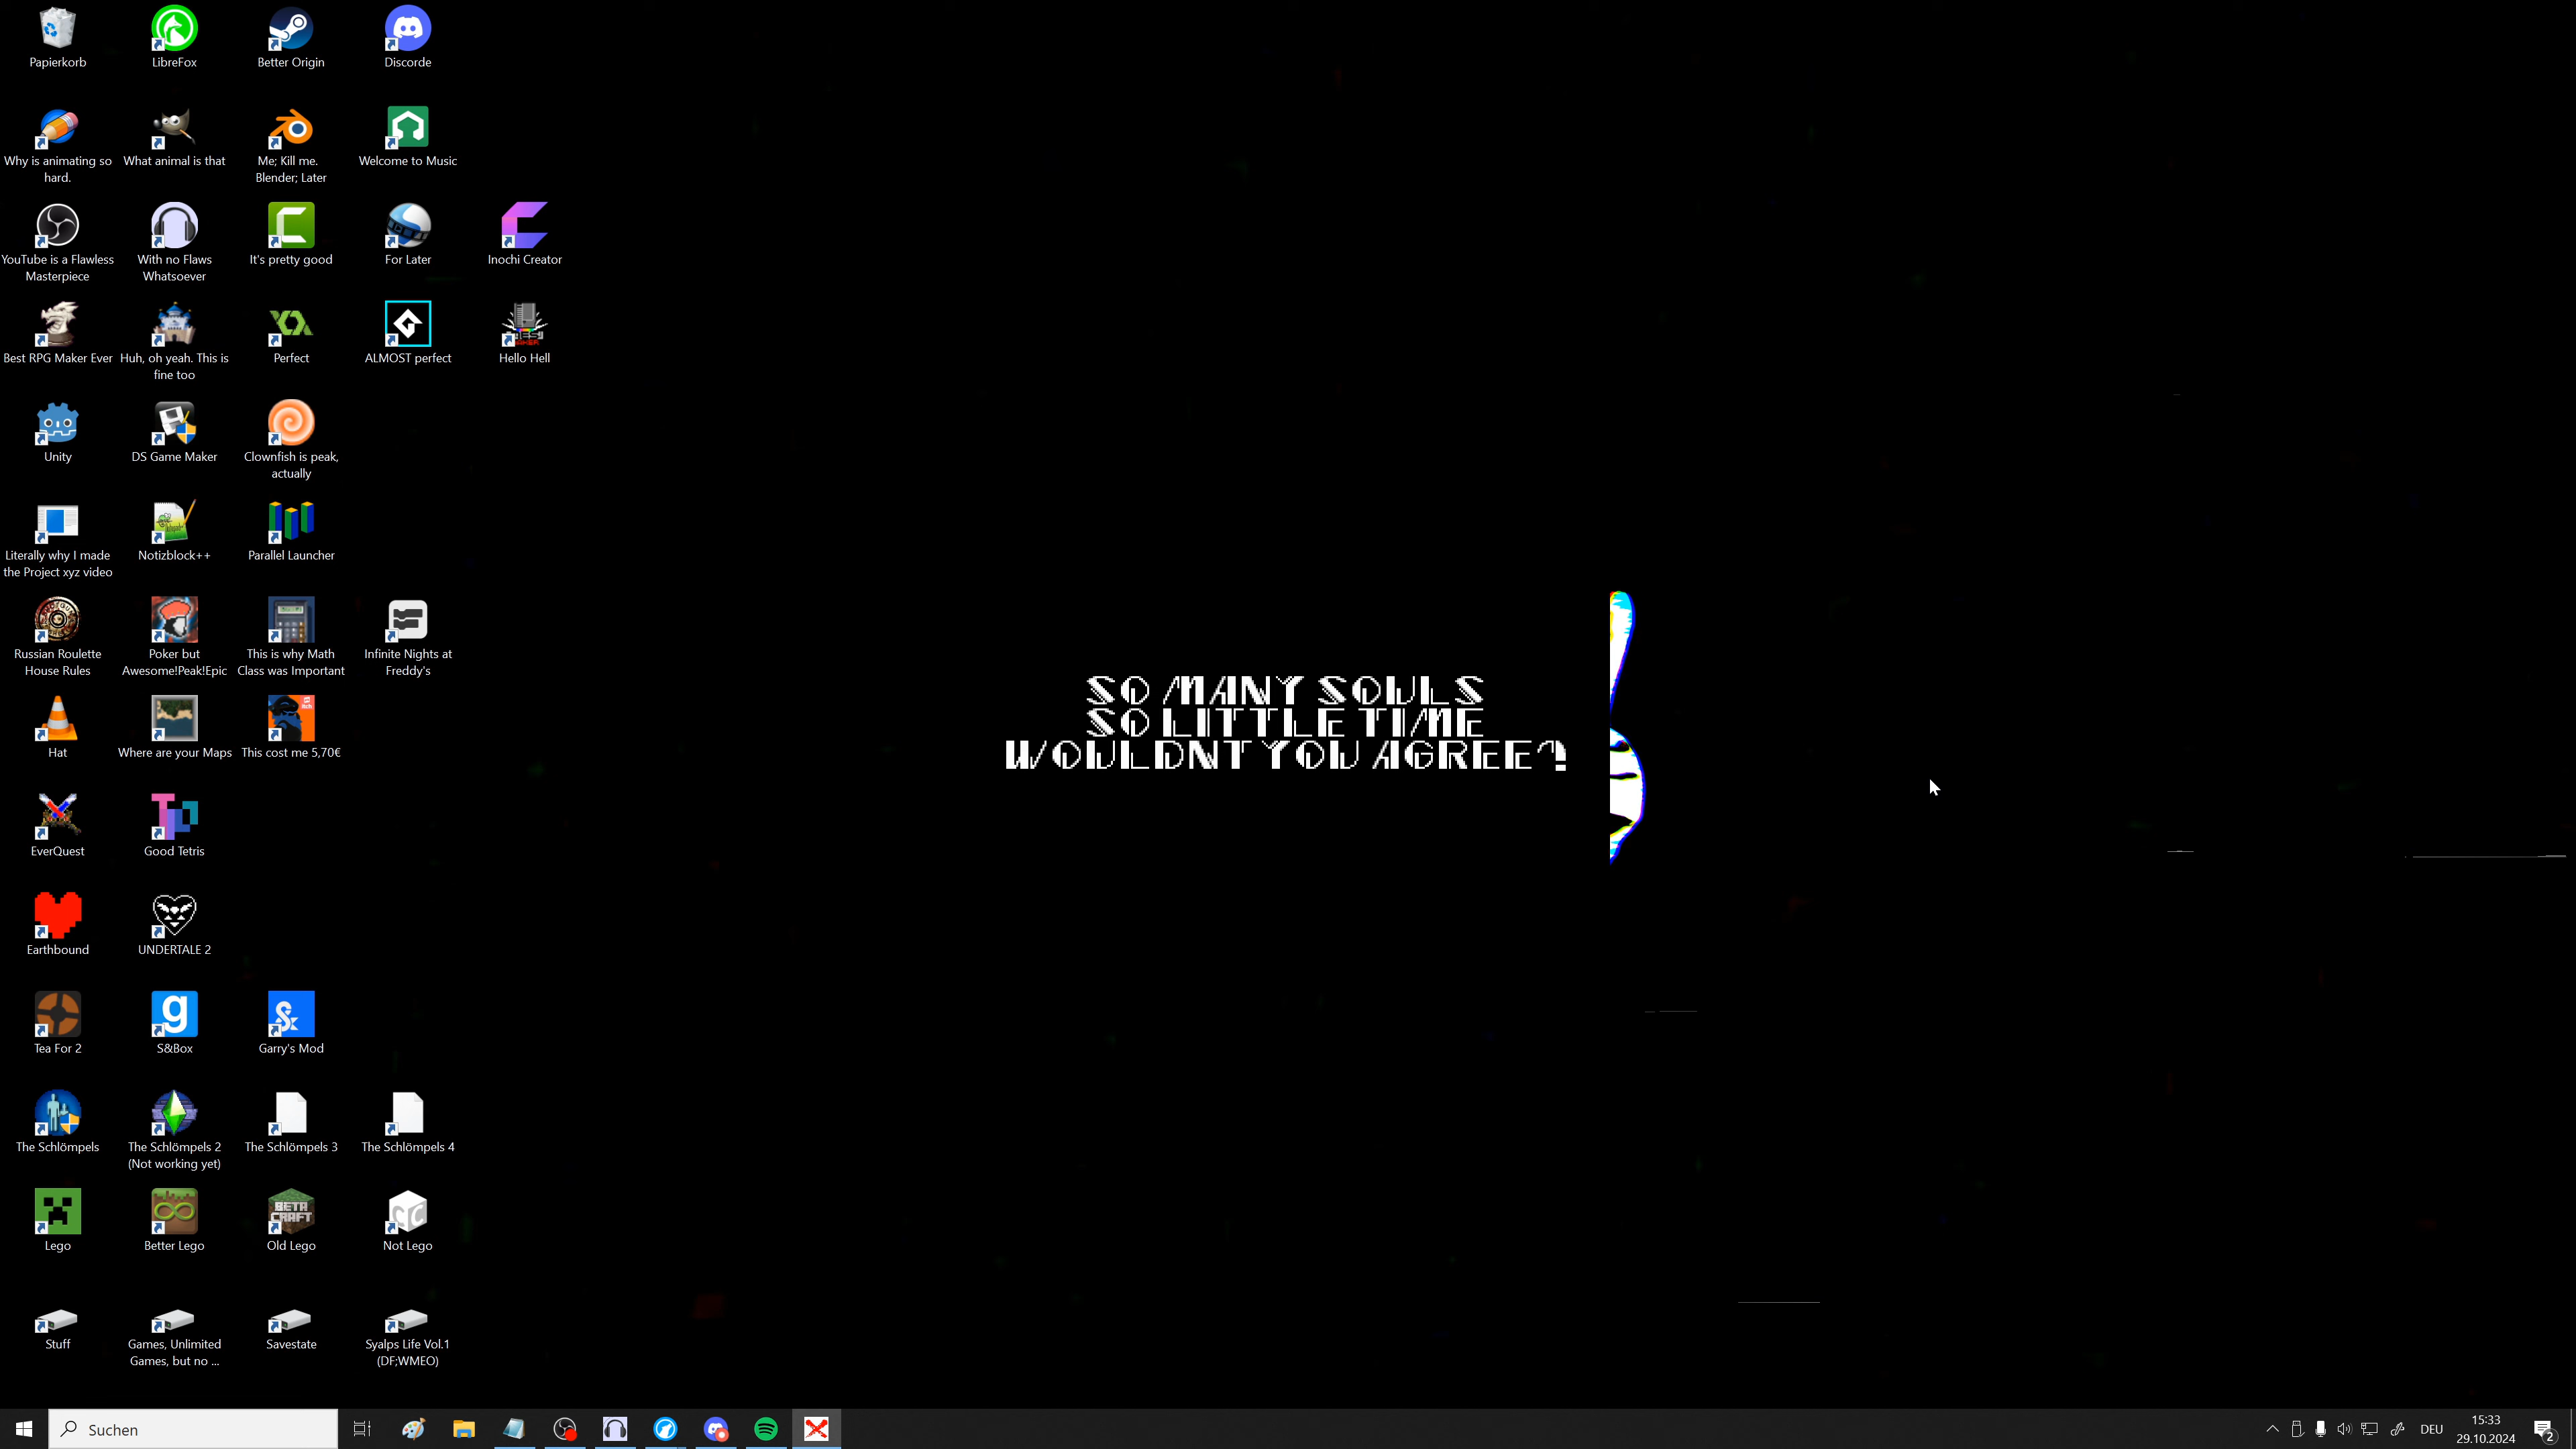 Papierkorb
LibreFox
Better Origin
Discorde
Why is animating so
hard.
What animal is that
Me; Kill me.
Blender; Later
Welcome to Music
YouTube is a Flawless
Masterpiece
With no Flaws
Whatsoever
It's pretty good
For Later
Inochi Creator
Best RPG Maker Ever
Huh, oh yeah. This is
fine too
Perfect
ALMOST perfect
Hello Hell
Unity
DS Game Maker
Clownfish is peak,
actually
Literally why I made
the Project xyz video
Notizblock++
Parallel Launcher
Russian Roulette
House Rules
Poker but
Awesome!Peak!Epic
This is why Math
Class was Important
Infinite Nights at
Freddy's
SO MANY SOULS
SO LITTLE TIME
WOULDNT YOU AGREE?!
Hat
Where are your Maps
This cost me 5,70€
EverQuest
Good Tetris
Earthbound
UNDERTALE 2
Tea For 2
g
S&Box
Garry's Mod
The Schlömpels
The Schlömpels 2
(Not working yet)
The Schlömpels 3
The Schlömpels 4
Lego
Better Lego
BETA
CRAFT
Old Lego
CC
Not Lego
Stuff
Games, Unlimited
Games, but no ...
Savestate
Syalps Life Vol.1
(DF;WMEO)
Suchen
DEU
15:33
29.10.2024
2